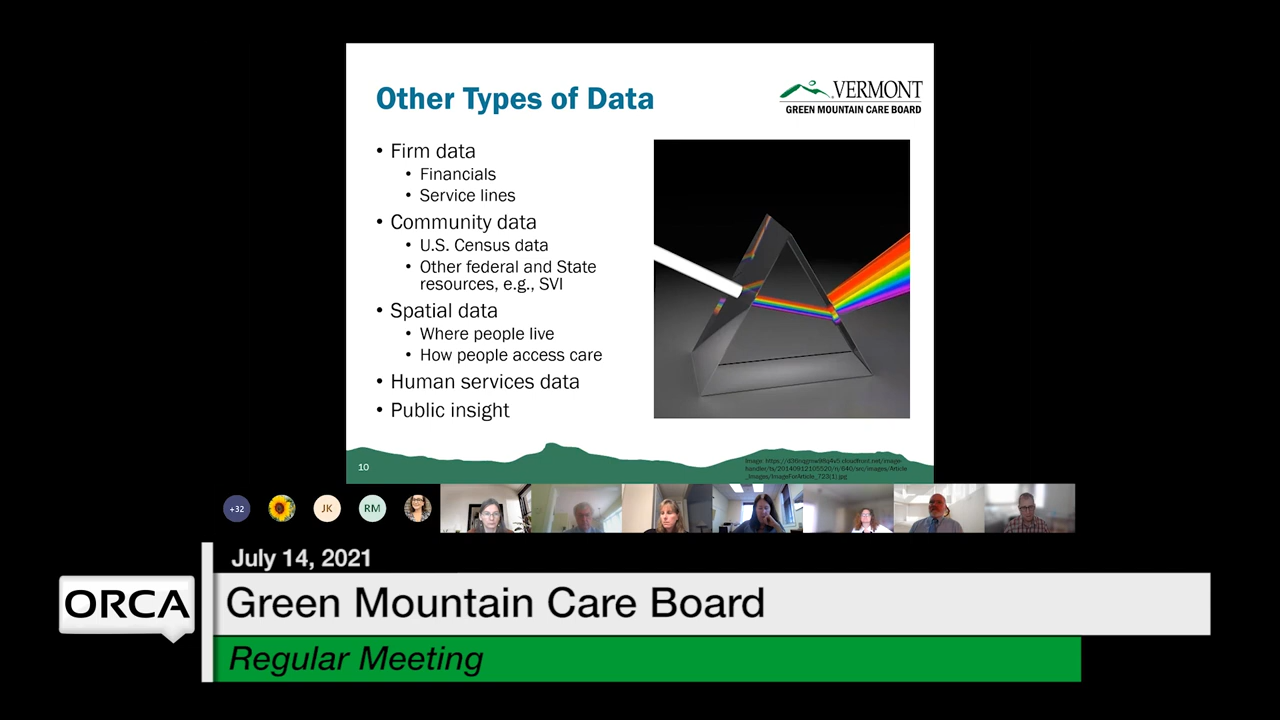 Other Types of Data
VERMONT
GREEN MOUNTAIN CARE BOARD
• Firm data
• Financials
• Service lines
• Community data
• U.S. Census data
• Other federal and State
resources, e.g., SVI
• Spatial data
• Where people live
• How people access care
• Human services data
• Public insight
10
+32
JK
RM
July 14, 2021
ORCA
Green Mountain Care Board
Regular Meeting